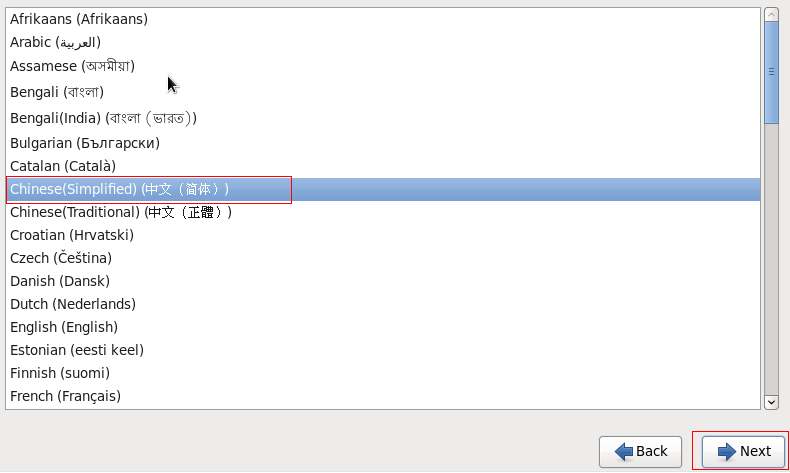 Afrikaans (Afrikaans)
Arabic (العربية)
Assamese (অসমীয়া)
Bengali (বাংলা)
Bengali(India) (বাংলা (ভারত))
Bulgarian (Български)
Catalan (Català)
Chinese(Simplified) (中文（简体）)
Chinese(Traditional) (中文（正體）)
Croatian (Hrvatski)
Czech (Čeština)
Danish (Dansk)
Dutch (Nederlands)
English (English)
Estonian (eesti keel)
Finnish (suomi)
French (Français)
Back
Next